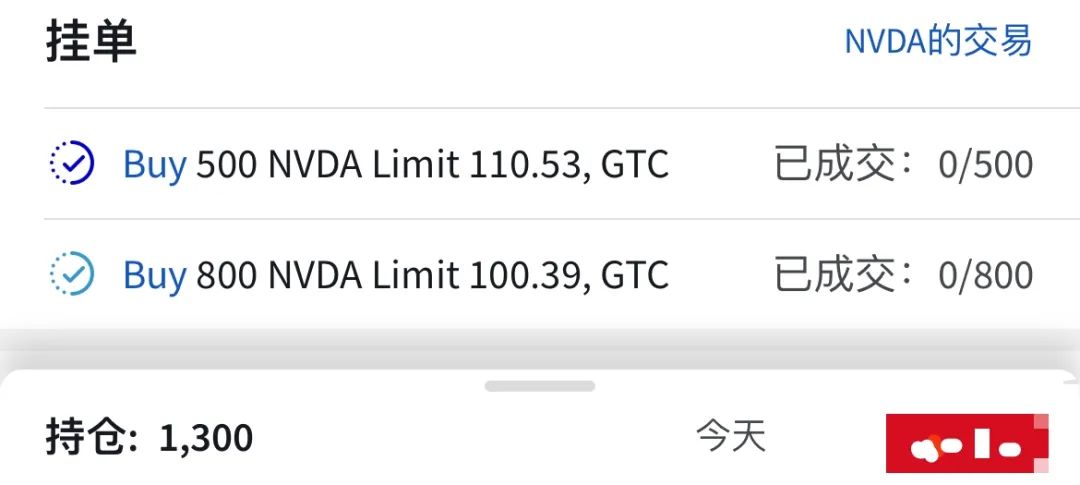 挂单 NVDA的交易
Buy 500 NVDA Limit 110.53, GTC 已成交: 0/500
Buy 800 NVDA Limit 100.39, GTC 已成交: 0/800
持仓: 1,300 今天